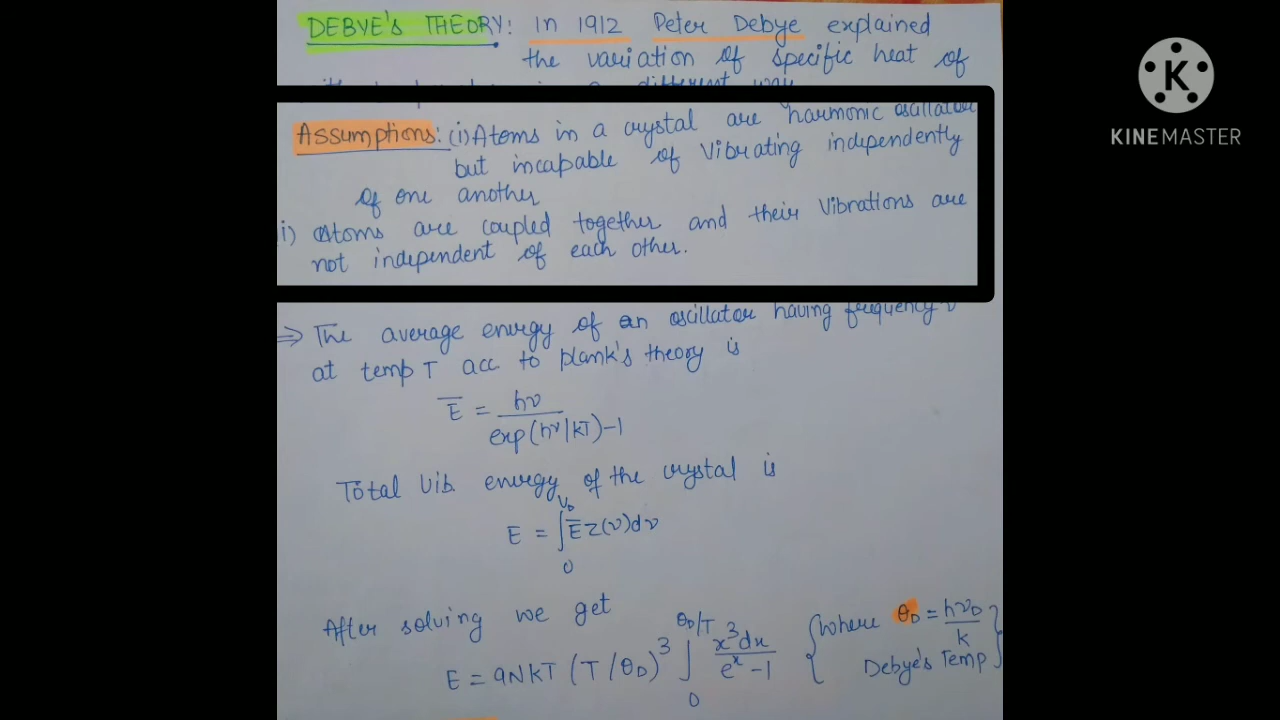 DEBYE'S THEORY: In 1912 Peter Debye explained
the variation of specific heat of
Assumptions: (i) Atoms in a crystal are harmonic oscillator
but incapable of Vibrating independently
of one another
i) Atoms are coupled together and their Vibrations are
not independent of each other.
⇒ The average energy of an oscillator having frequency ν
at temp T acc to plank's theory is
E̅ = hν / exp(hν/kT)-1
Total Vib. energy of the crystal is
E = ∫₀^νD E̅ Z(ν)dν
After solving we get
E = 9NkT (T/θD)³ ∫₀^θD/T x³dx / eˣ-1 {where θD = hνD/k
Debye's Temp}
K
KINEMASTER